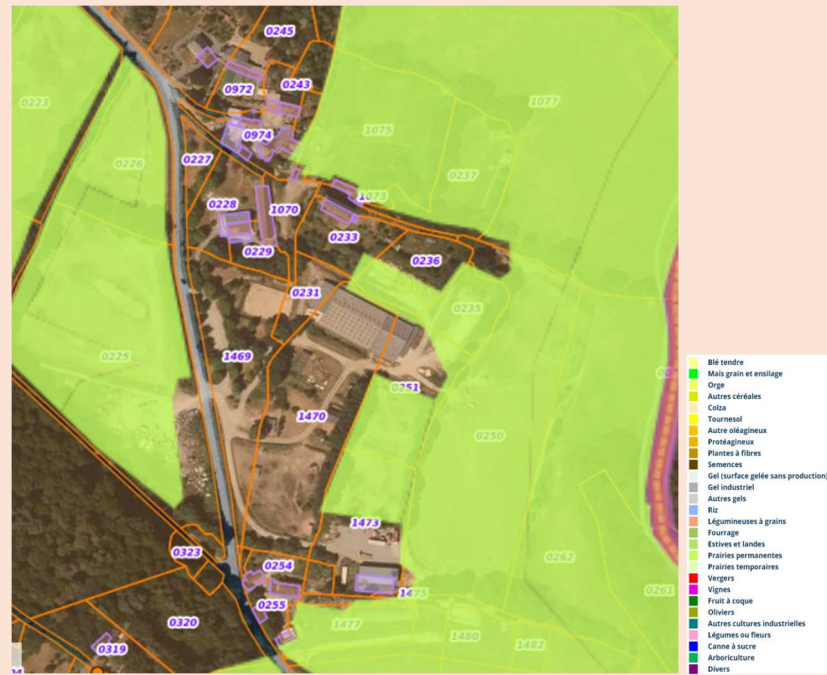 0245
0972
0243
0223
1075
1077
0974
0227
0226
0237
1073
0228
1070
0233
0229
0236
0231
0235
0225
1469
0251
1470
0250
1473
0323
0254
0262
0261
0255
0320
1477
1480
1482
0319
Blé tendre
Maïs grain et ensilage
Orge
Autres céréales
Colza
Tournesol
Autre oléagineux
Protéagineux
Plantes à fibres
Semences
Gel (surface gelée sans production)
Gel industriel
Autres gels
Riz
Légumineuses à grains
Fourrage
Estives et landes
Prairies permanentes
Prairies temporaires
Vergers
Vignes
Fruit à coque
Oliviers
Autres cultures industrielles
Légumes ou fleurs
Canne à sucre
Arboriculture
Divers